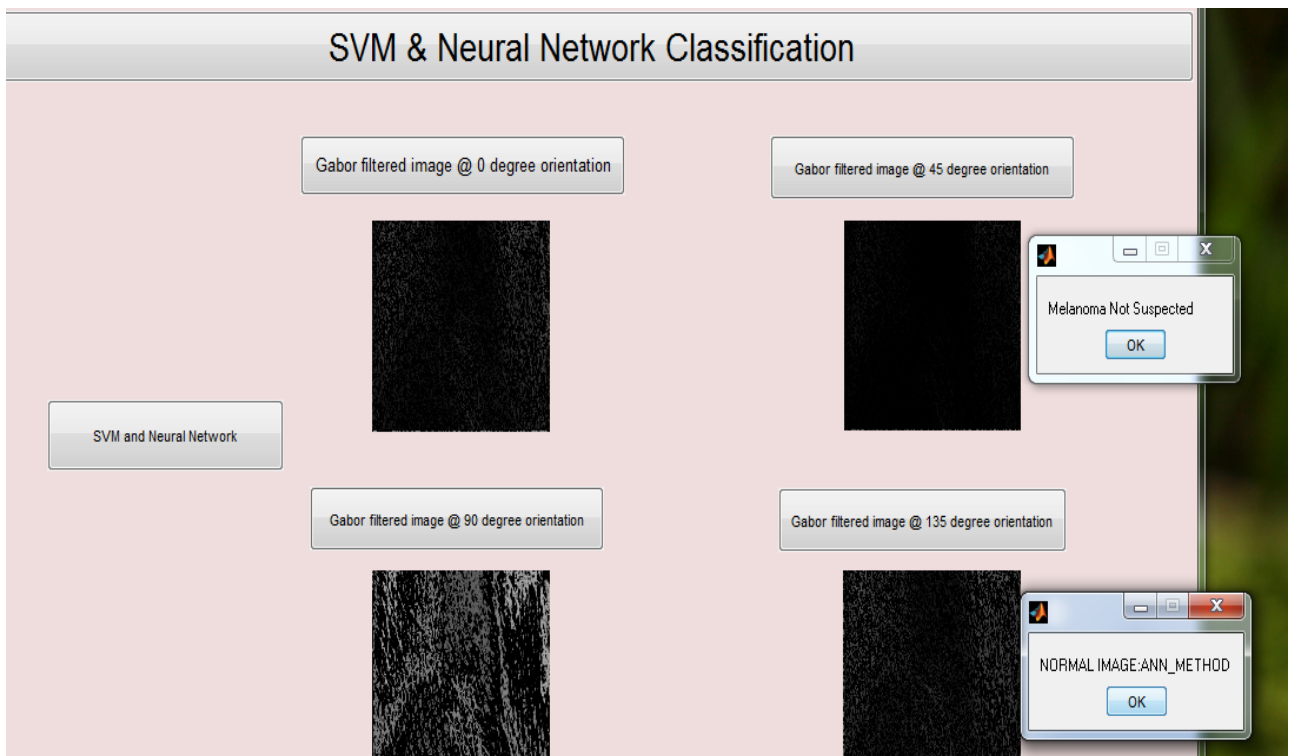 SVM & Neural Network Classification
Gabor filtered image @ 0 degree orientation
Gabor filtered image @ 45 degree orientation
Melanoma Not Suspected
OK
SVM and Neural Network
Gabor filtered image @ 90 degree orientation
Gabor filtered image @ 135 degree orientation
NORMAL IMAGE:ANN_METHOD
OK